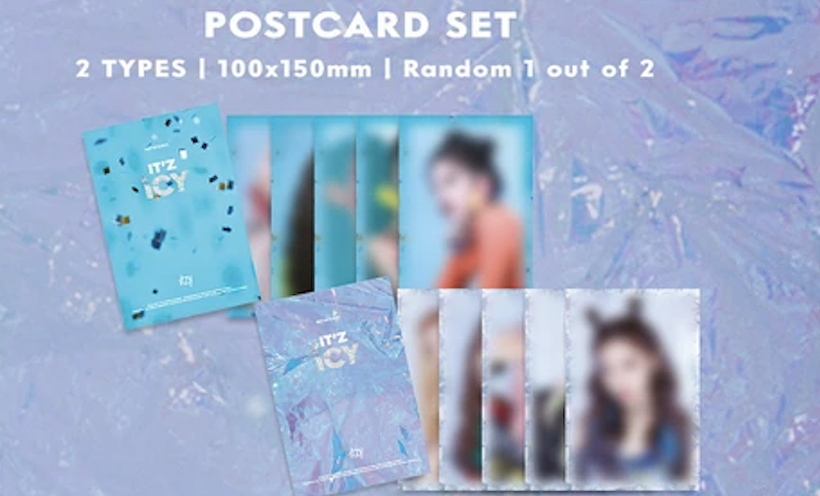 POSTCARD SET
2 TYPES | 100x150mm | Random 1 out of 2
IT'Z
ICY
IT'Z
ICY